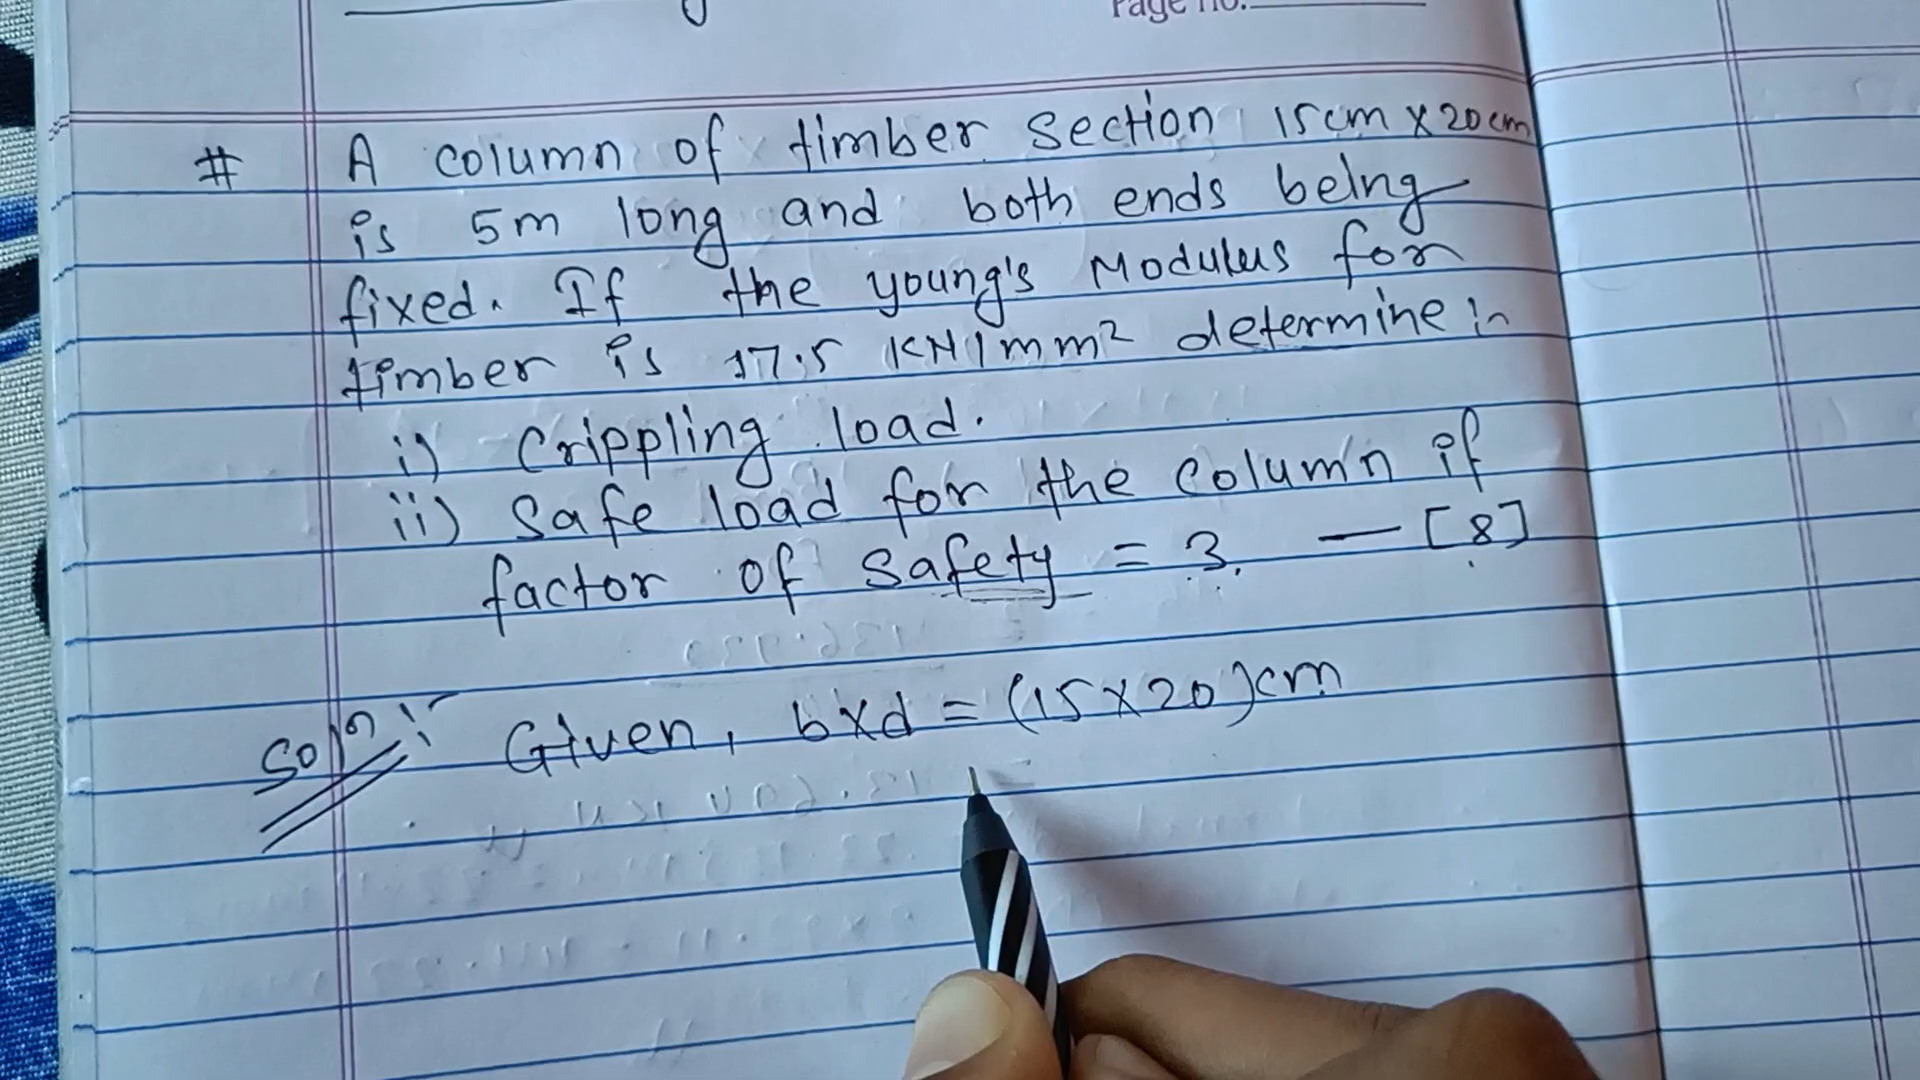 Page no.
# A column of timber section 15cm x 20cm
is 5m long and both ends being
fixed. If the young's Modulus for
timber is 17.5 KN/mm² determine :-
i) Crippling load.
ii) Safe load for the column if
factor of safety = 3. — [8]
Solⁿ:- Given, bxd = (15x20)cm